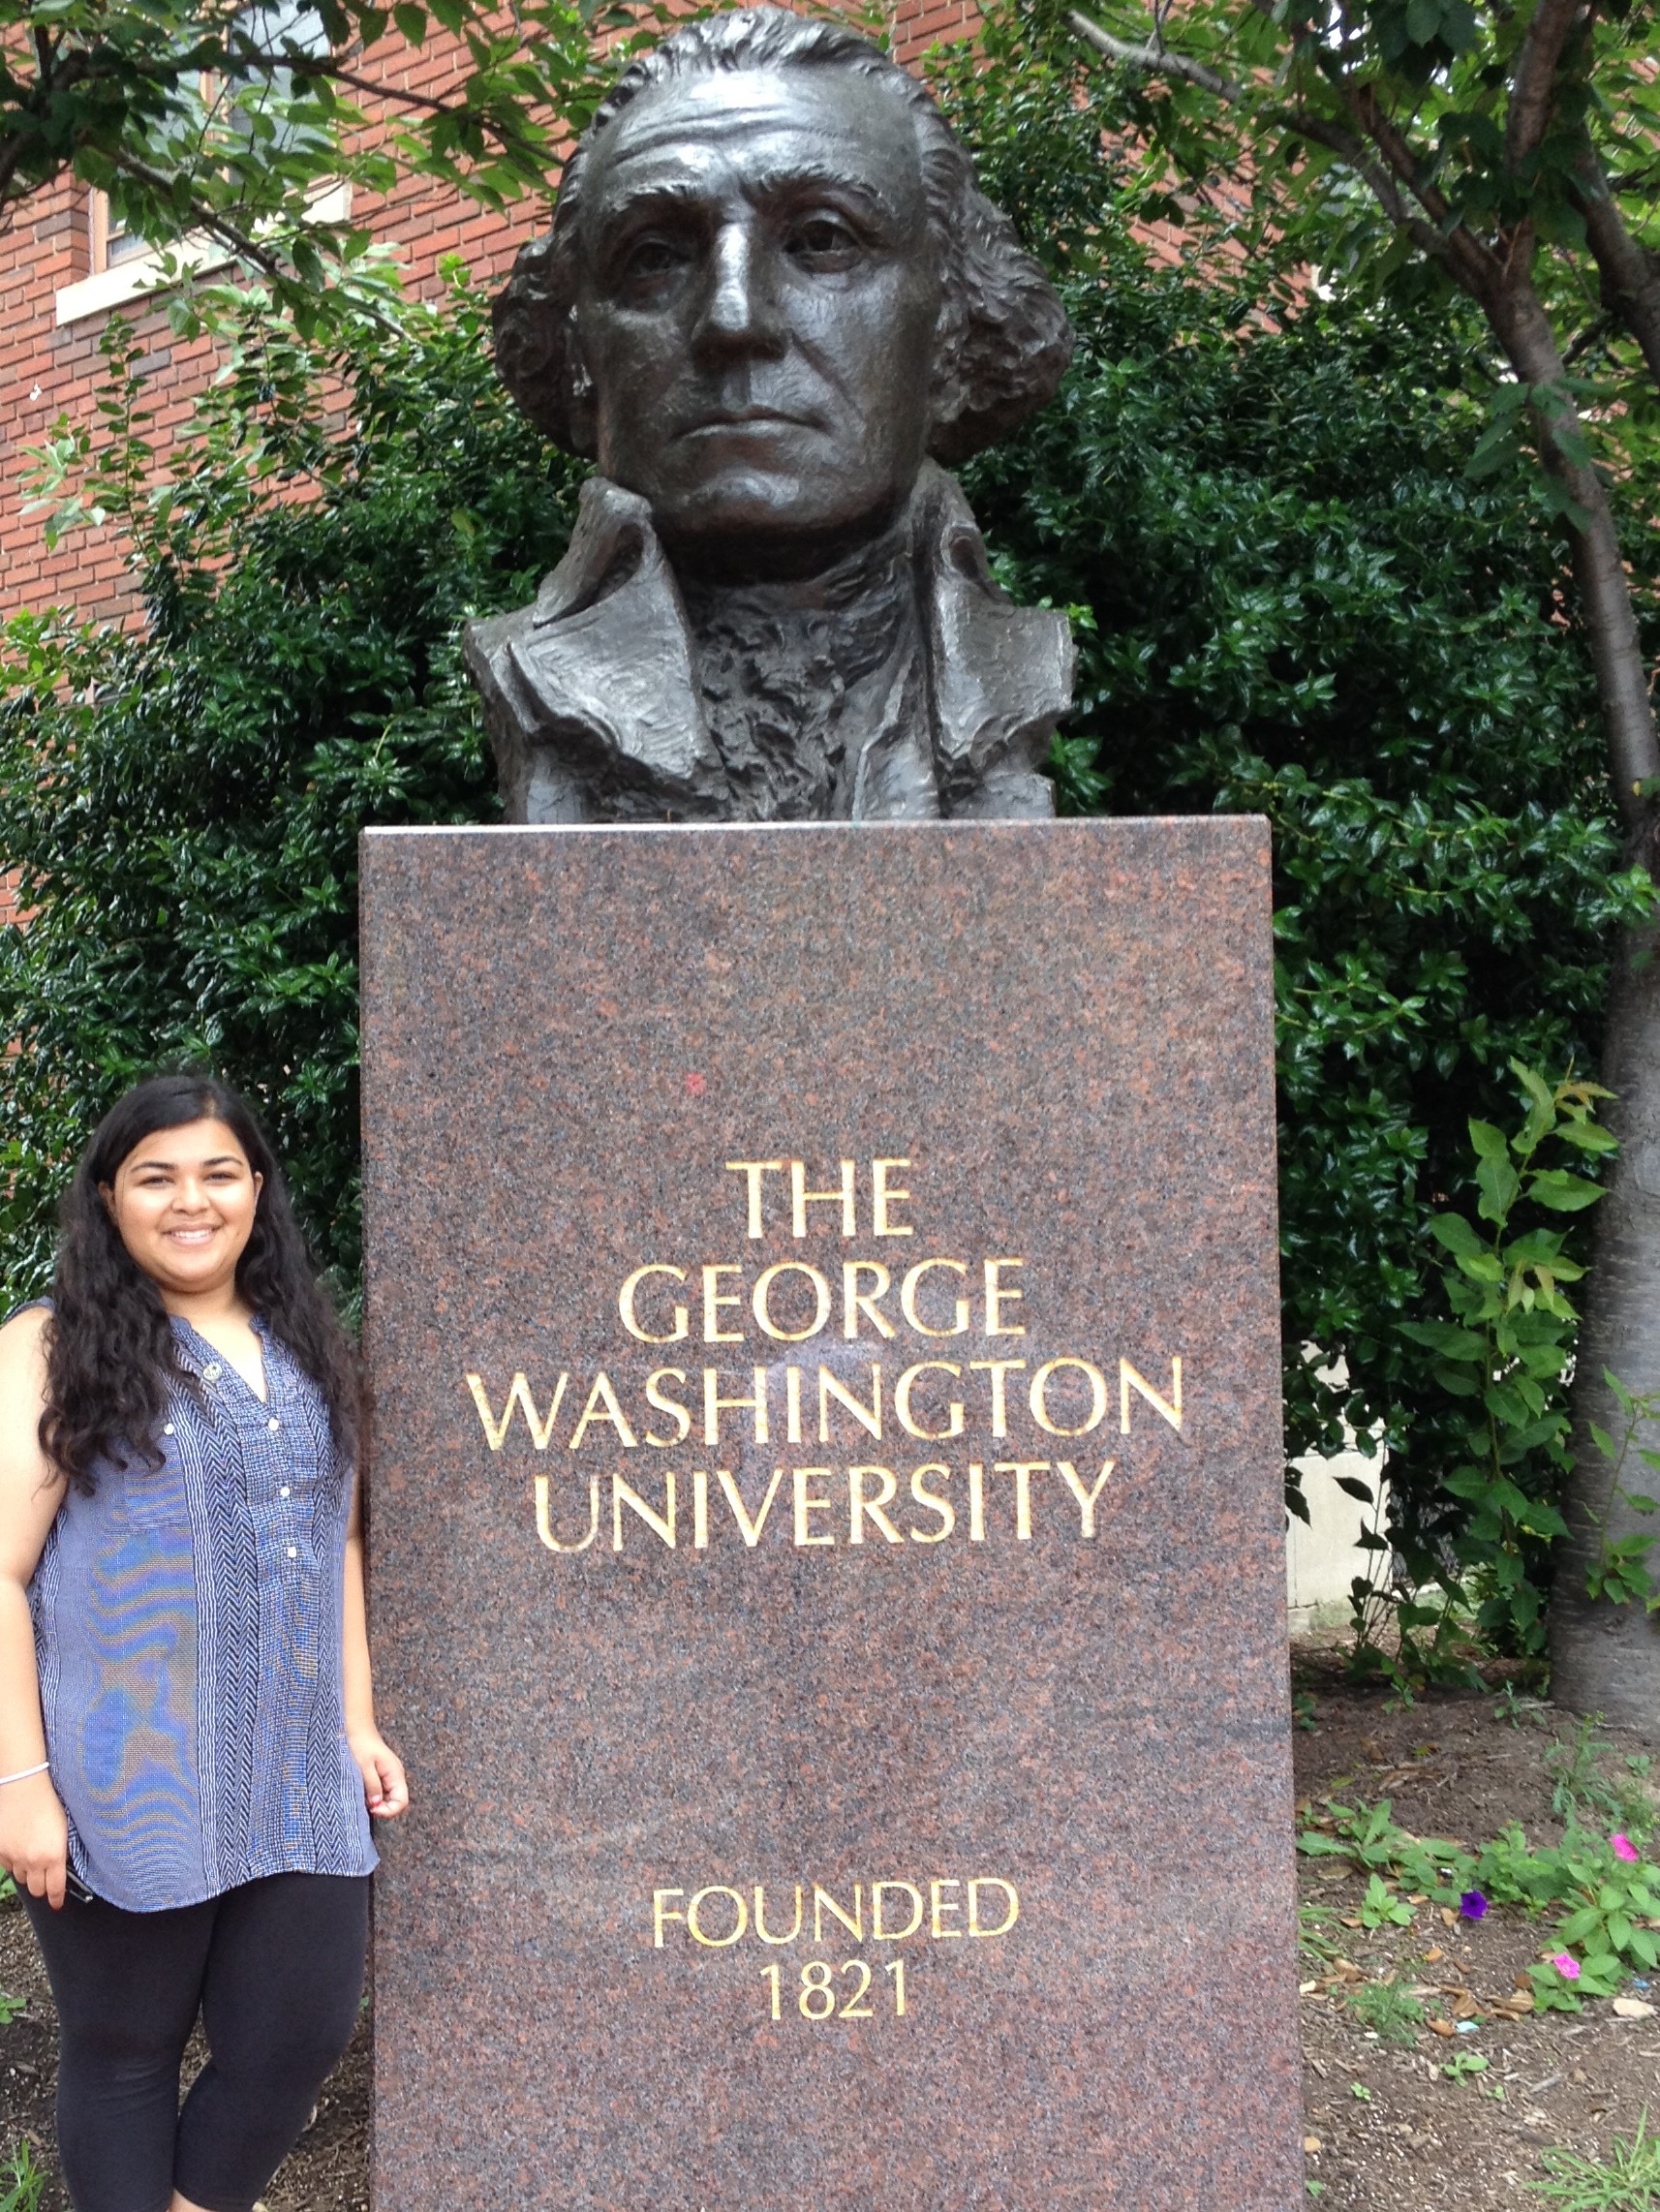 THE
GEORGE
WASHINGTON
UNIVERSITY
FOUNDED
1821